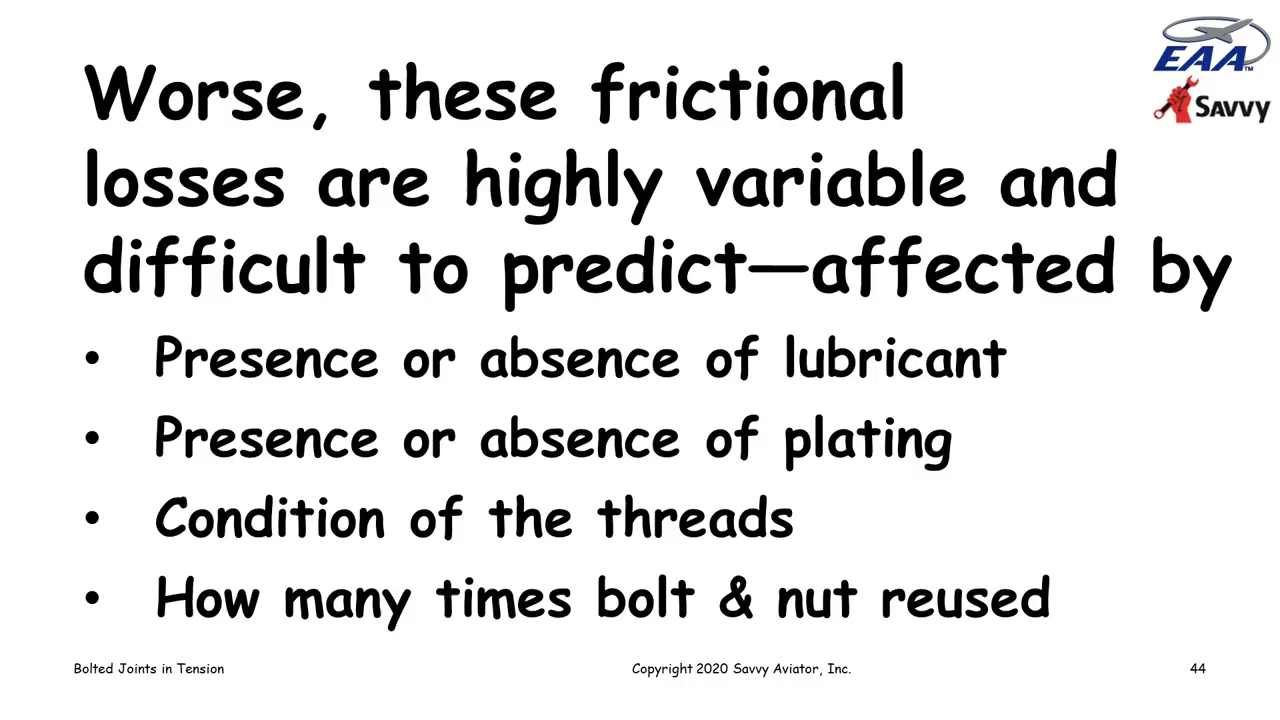 EAA™
Savvy
Worse, these frictional
losses are highly variable and
difficult to predict—affected by
• Presence or absence of lubricant
• Presence or absence of plating
• Condition of the threads
• How many times bolt & nut reused
Bolted Joints in Tension
Copyright 2020 Savvy Aviator, Inc.
44